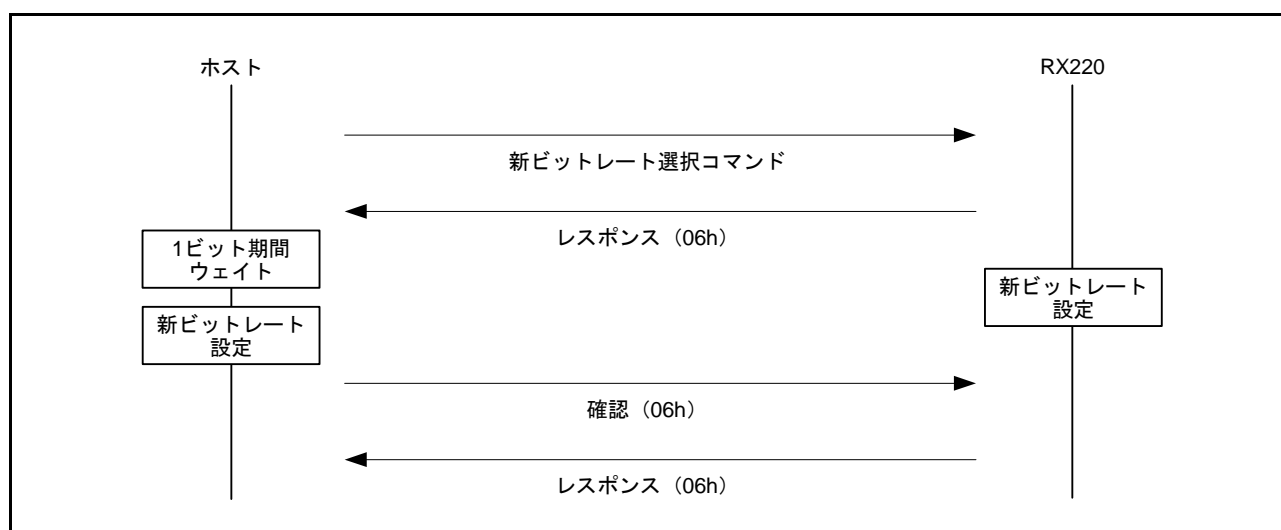 ホスト
RX220
新ビットレート選択コマンド
レスポンス（06h）
1ビット期間
ウェイト
新ビットレート
設定
新ビットレート
設定
確認（06h）
レスポンス（06h）